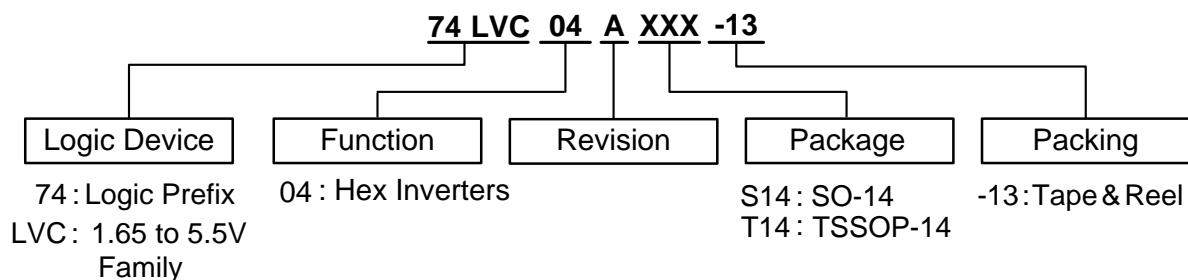 74 LVC 04 A XXX -13
Logic Device
Function
Revision
Package
Packing
74 : Logic Prefix
LVC : 1.65 to 5.5V
Family
04 : Hex Inverters
S14 : SO-14
T14 : TSSOP-14
-13 : Tape & Reel